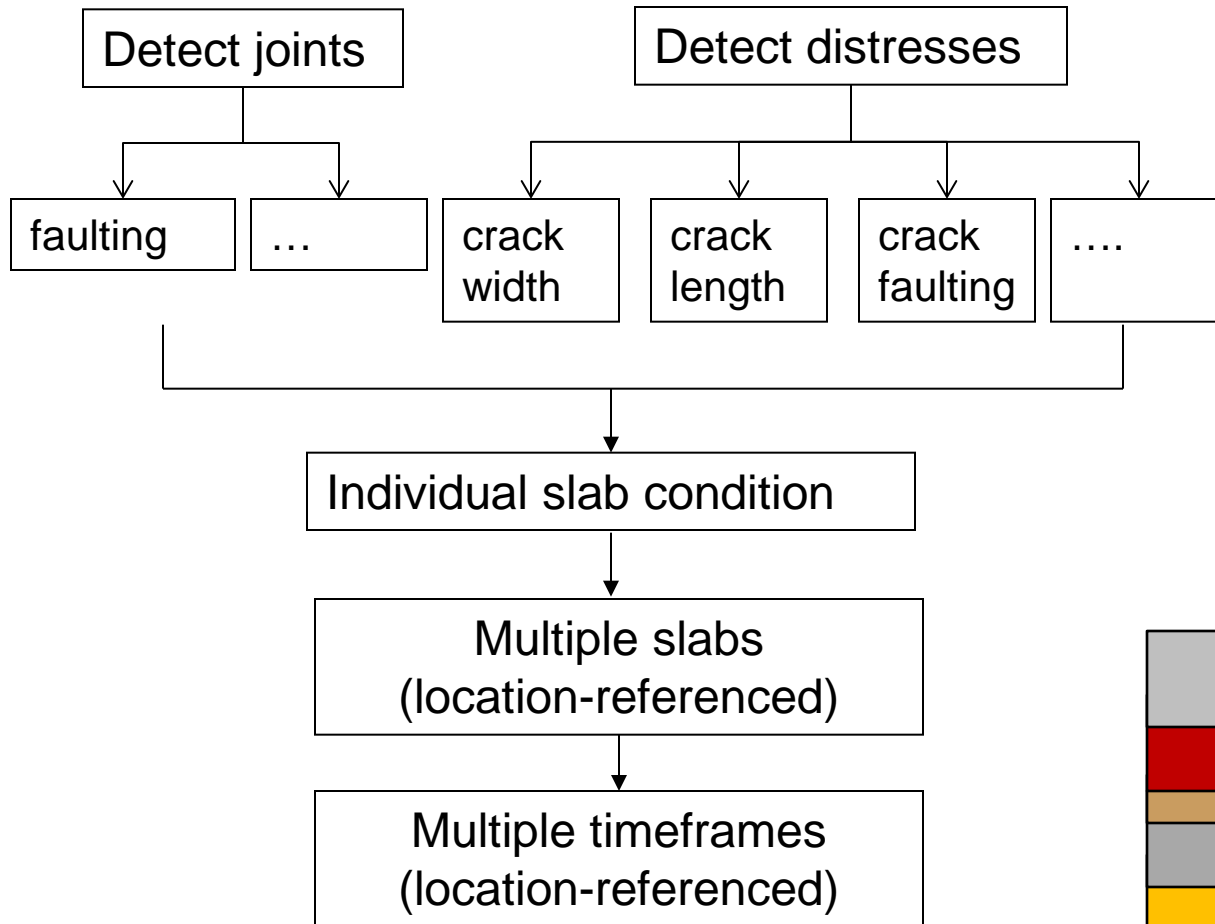 Detect joints
Detect distresses
faulting
…
crack
width
crack
length
crack
faulting
….
Individual slab condition
Multiple slabs
(location-referenced)
Multiple timeframes
(location-referenced)